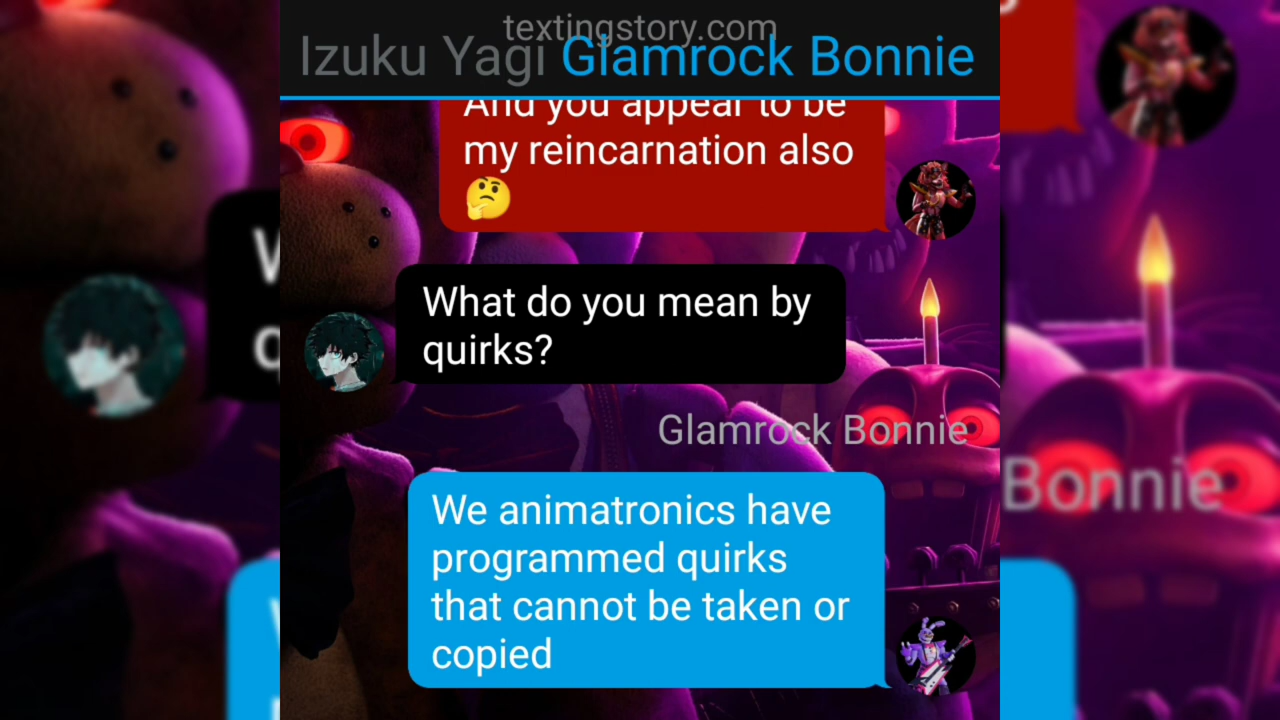 textingstory.com
Izuku Yagi Glamrock Bonnie
And you appear to be
my reincarnation also
🤔
What do you mean by
quirks?
Glamrock Bonnie
We animatronics have
programmed quirks
that cannot be taken or
copied
Bonnie